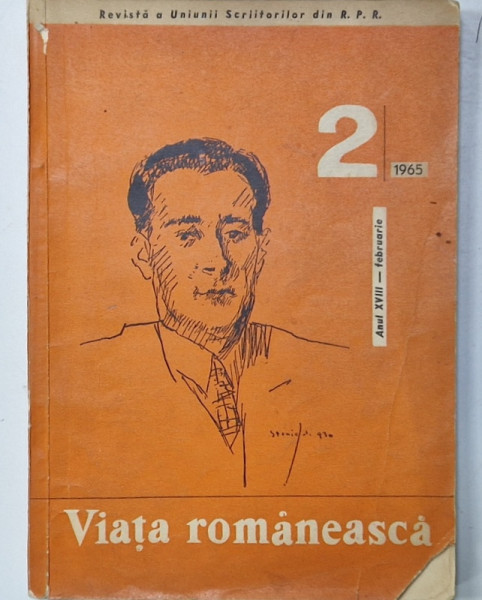 Revistă a Uniunii Scriitorilor din R. P. R.
2
1965
Anul XVIII — februarie
Viața românească